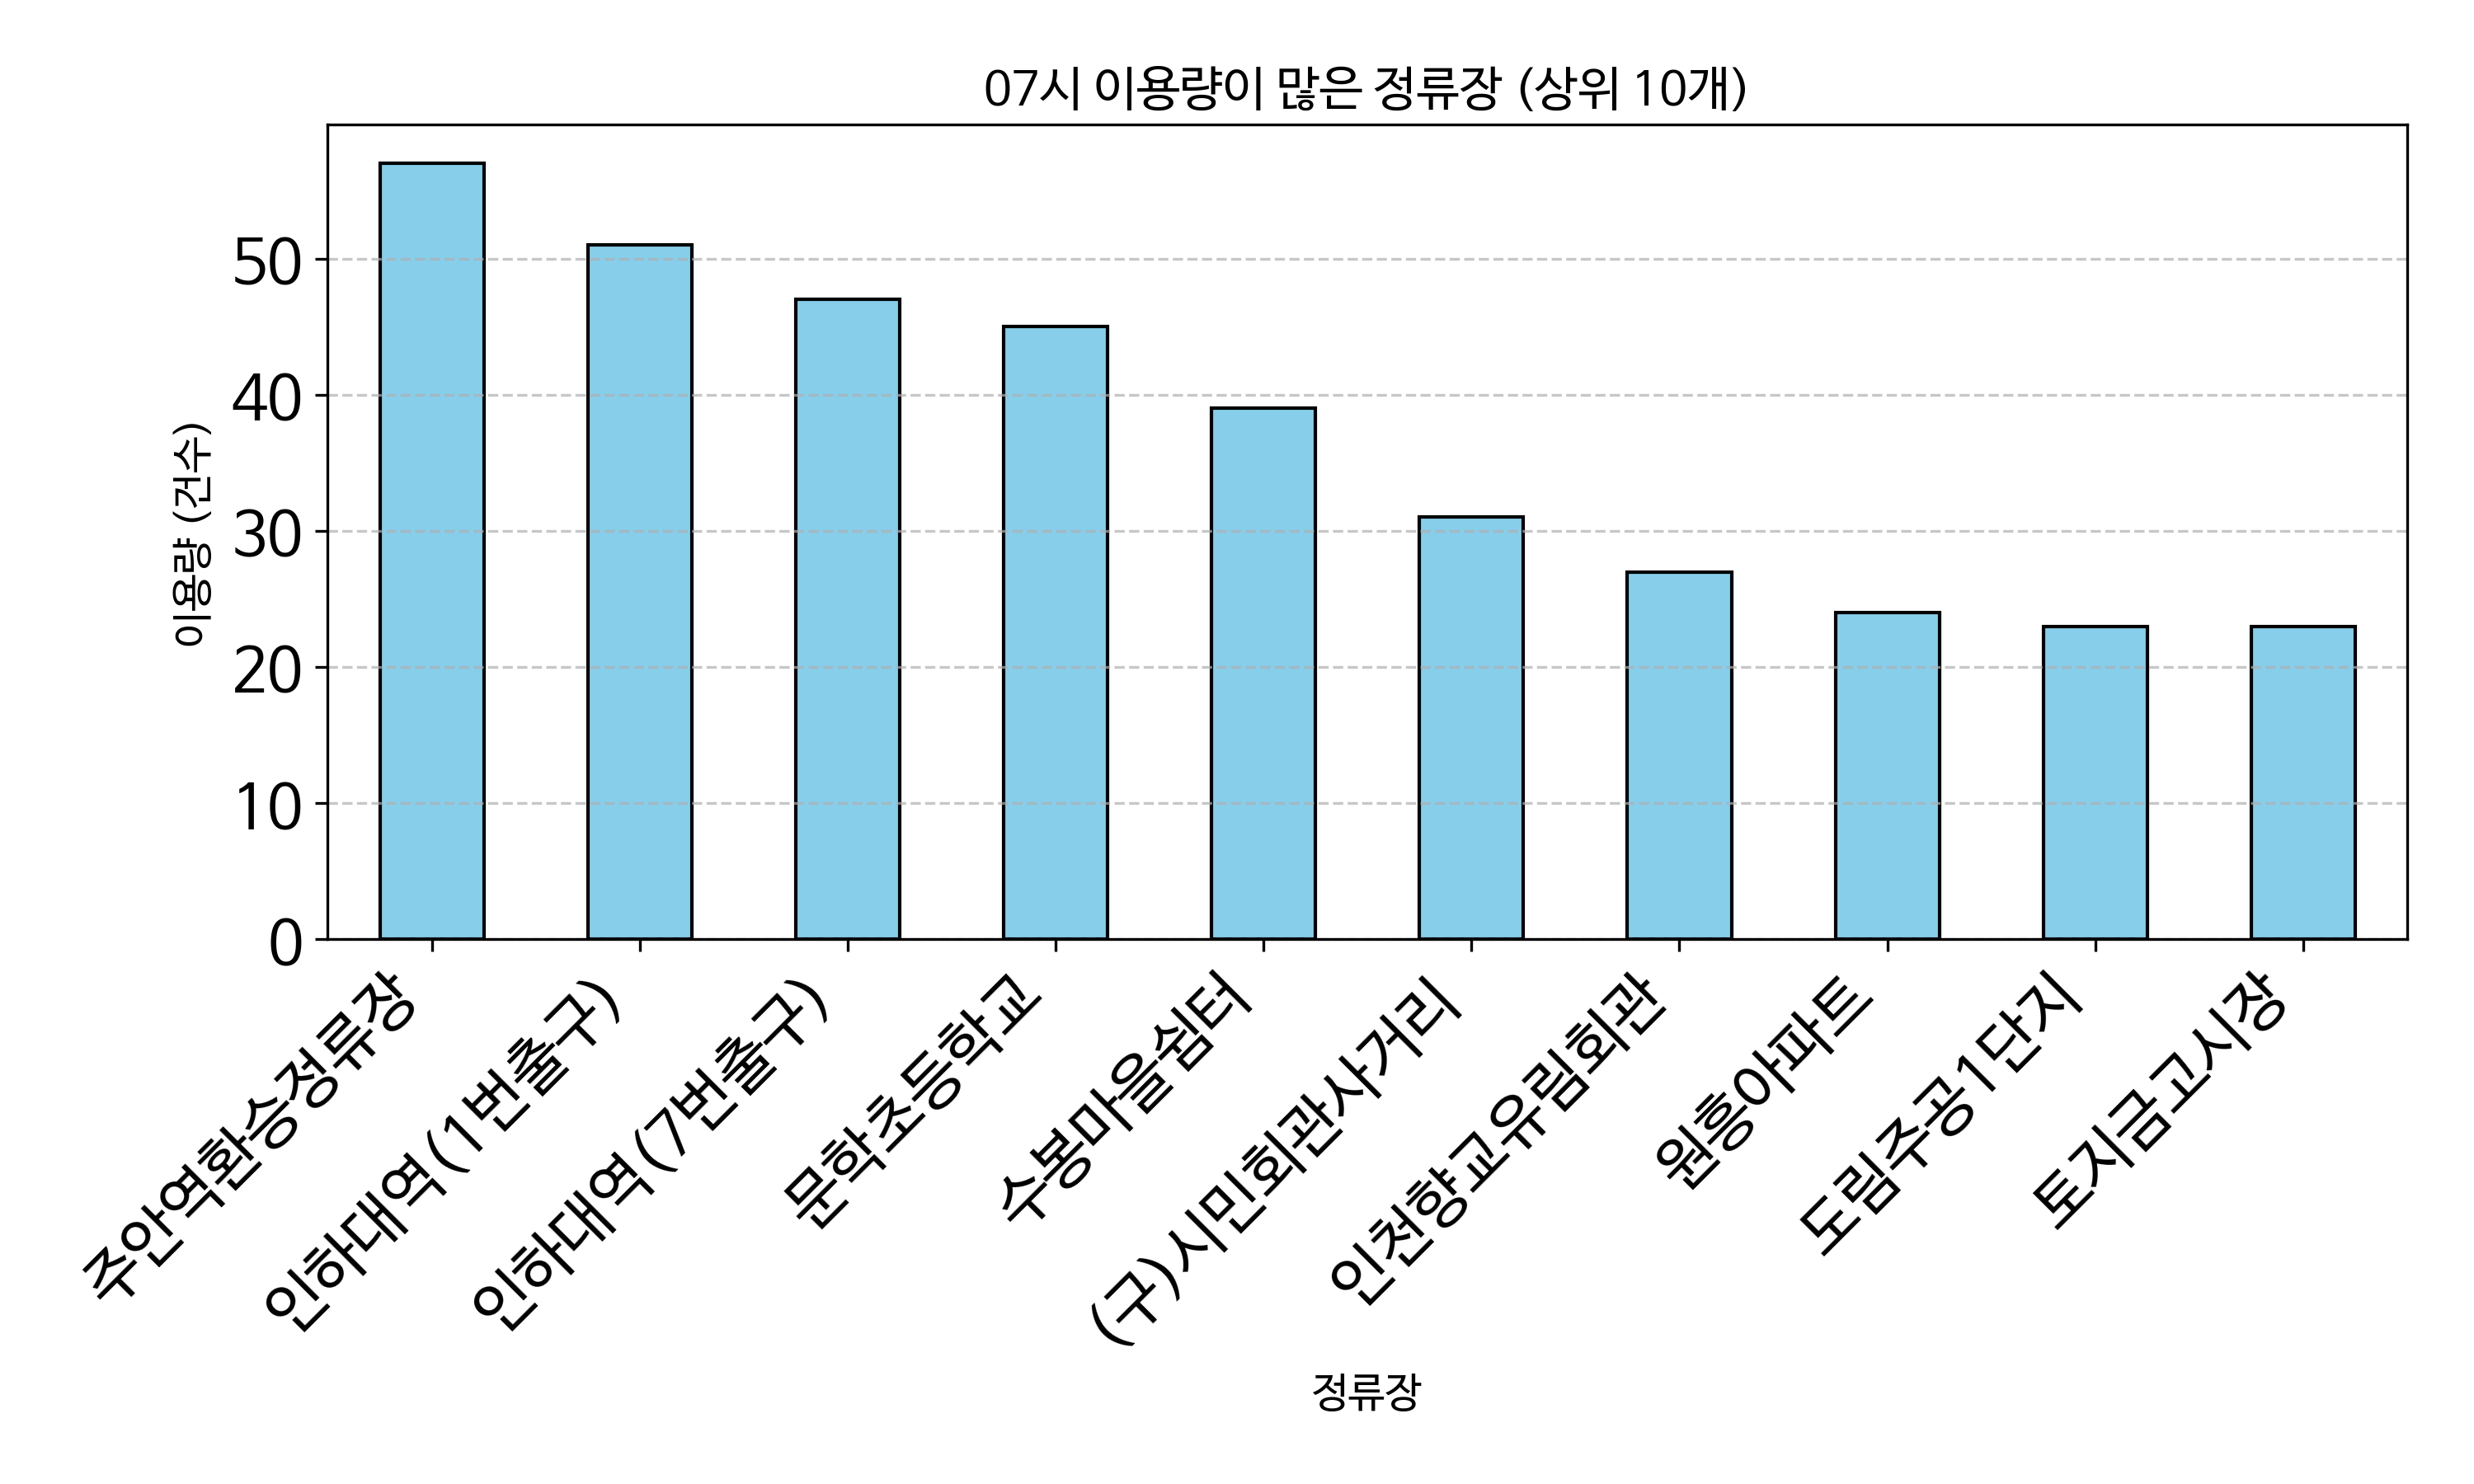 07시 이용량이 많은 정류장 (상위 10개)
이용량 (건수)
50
40
30
20
10
0
주안역환승정류장
인하대역(1번출구)
인하대역(7번출구)
문학초등학교
수봉마을쉼터
(구)시민회관사거리
인천향교유림회관
원흥아파트
도림주공1단지
토지금고시장
정류장